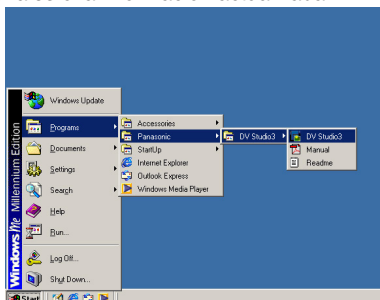 Windows Update
Programs
Documents
Settings
Search
Help
Run...
Log Off...
Shut Down...
Windows Me Millennium Edition
Accessories
Panasonic
StartUp
Internet Explorer
Outlook Express
Windows Media Player
DV Studio3
DV Studio3
Manual
Readme
Start